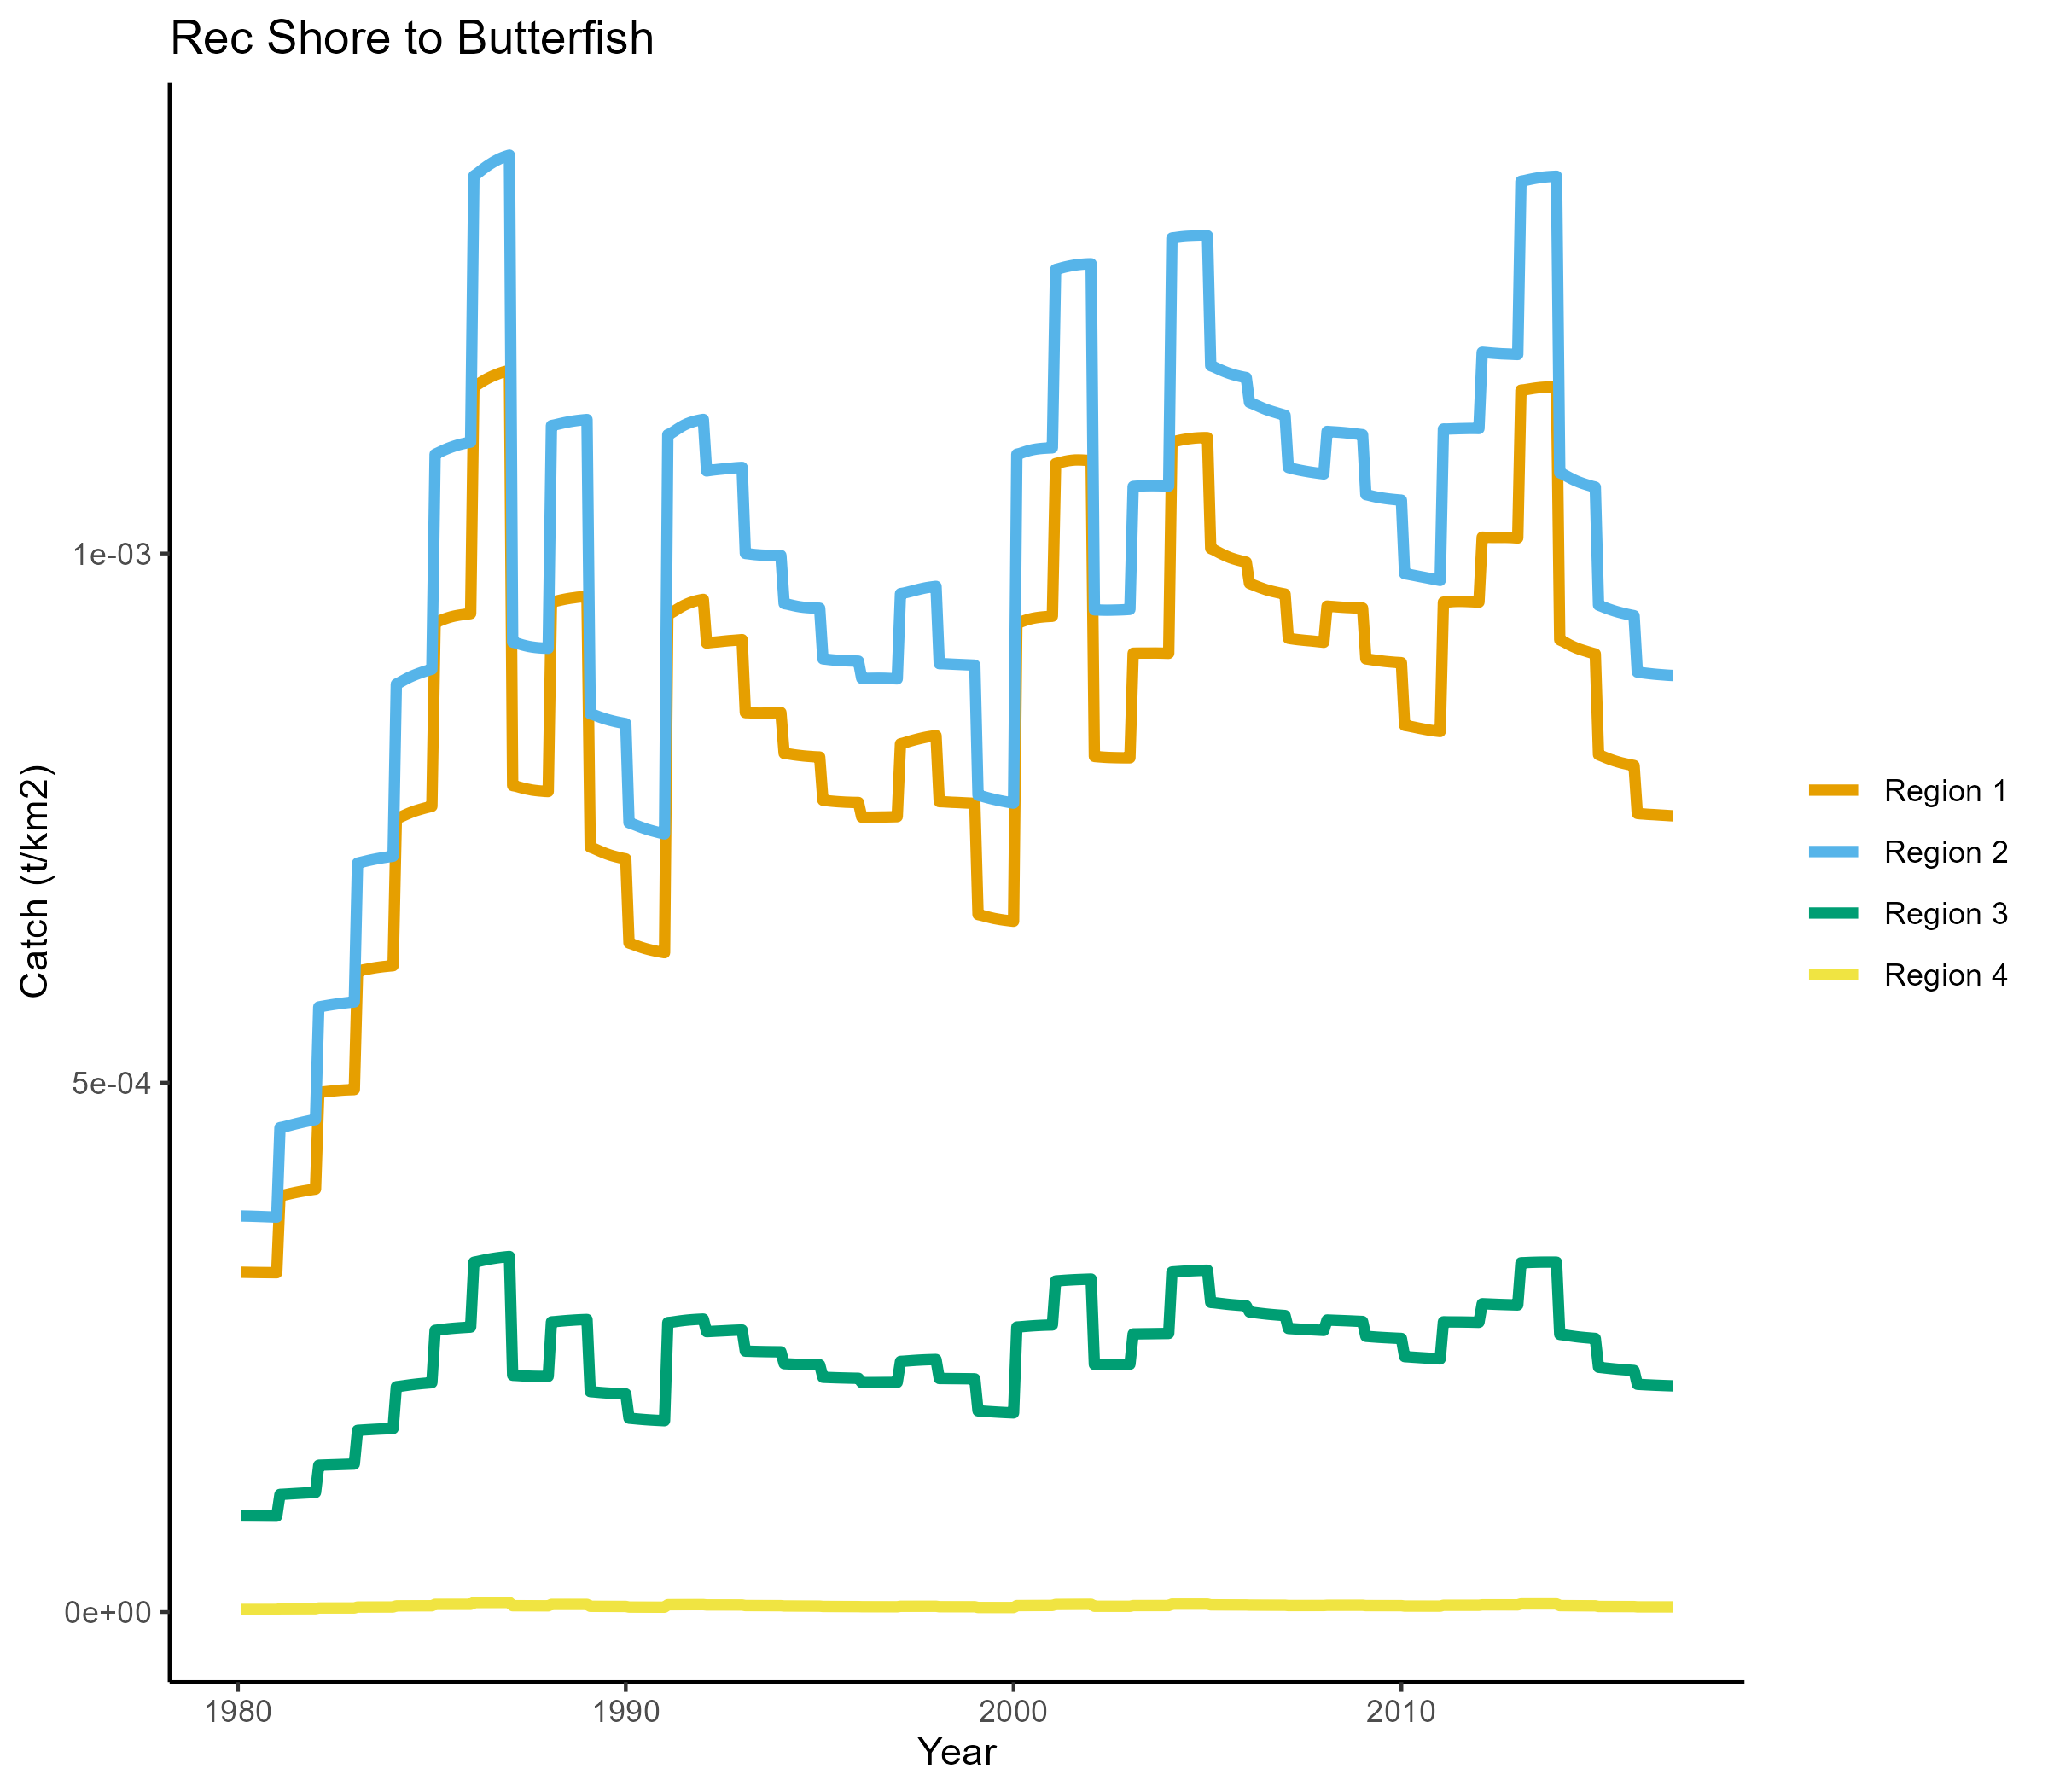 Rec Shore to Butterfish
Catch (t/km2)
1e-03
5e-04
0e+00
1980
1990
2000
2010
Year
Region 1
Region 2
Region 3
Region 4